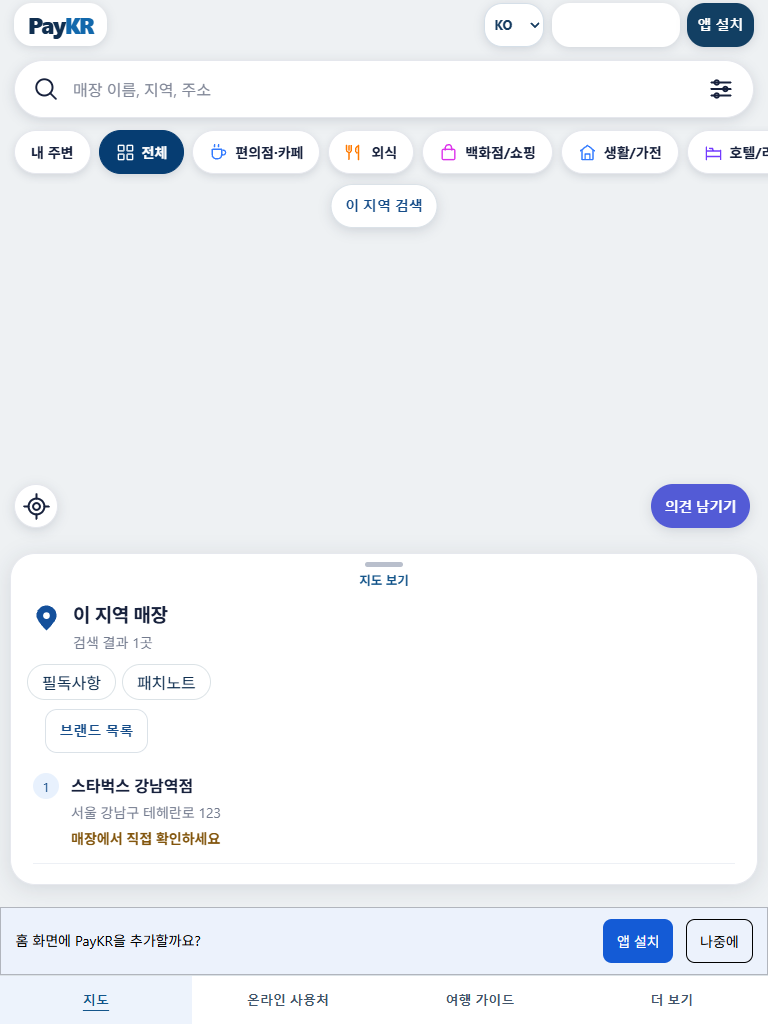 PayKR
KO
앱 설치
매장 이름, 지역, 주소
내 주변
전체
편의점·카페
외식
백화점/쇼핑
생활/가전
호텔/
이 지역 검색
의견 남기기
지도 보기
이 지역 매장
검색 결과 1곳
필독사항
패치노트
브랜드 목록
1
스타벅스 강남역점
서울 강남구 테헤란로 123
매장에서 직접 확인하세요
홈 화면에 PayKR을 추가할까요?
앱 설치
나중에
지도
온라인 사용처
여행 가이드
더 보기